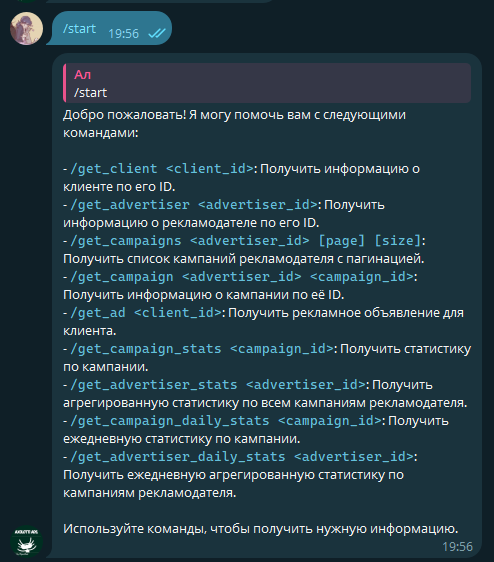 /start
19:56
Ал
/start
Добро пожаловать! Я могу помочь вам с следующими
командами:
- /get_client <client_id>: Получить информацию о
клиенте по его ID.
- /get_advertiser <advertiser_id>: Получить
информацию о рекламодателе по его ID.
- /get_campaigns <advertiser_id> [page] [size]:
Получить список кампаний рекламодателя с пагинацией.
- /get_campaign <advertiser_id> <campaign_id>:
Получить информацию о кампании по её ID.
- /get_ad <client_id>: Получить рекламное объявление для
клиента.
- /get_campaign_stats <campaign_id>: Получить статистику
по кампании.
- /get_advertiser_stats <advertiser_id>: Получить
агрегированную статистику по всем кампаниям рекламодателя.
- /get_campaign_daily_stats <campaign_id>: Получить
ежедневную статистику по кампании.
- /get_advertiser_daily_stats <advertiser_id>:
Получить ежедневную агрегированную статистику по
кампаниям рекламодателя.
Используйте команды, чтобы получить нужную информацию.
19:56